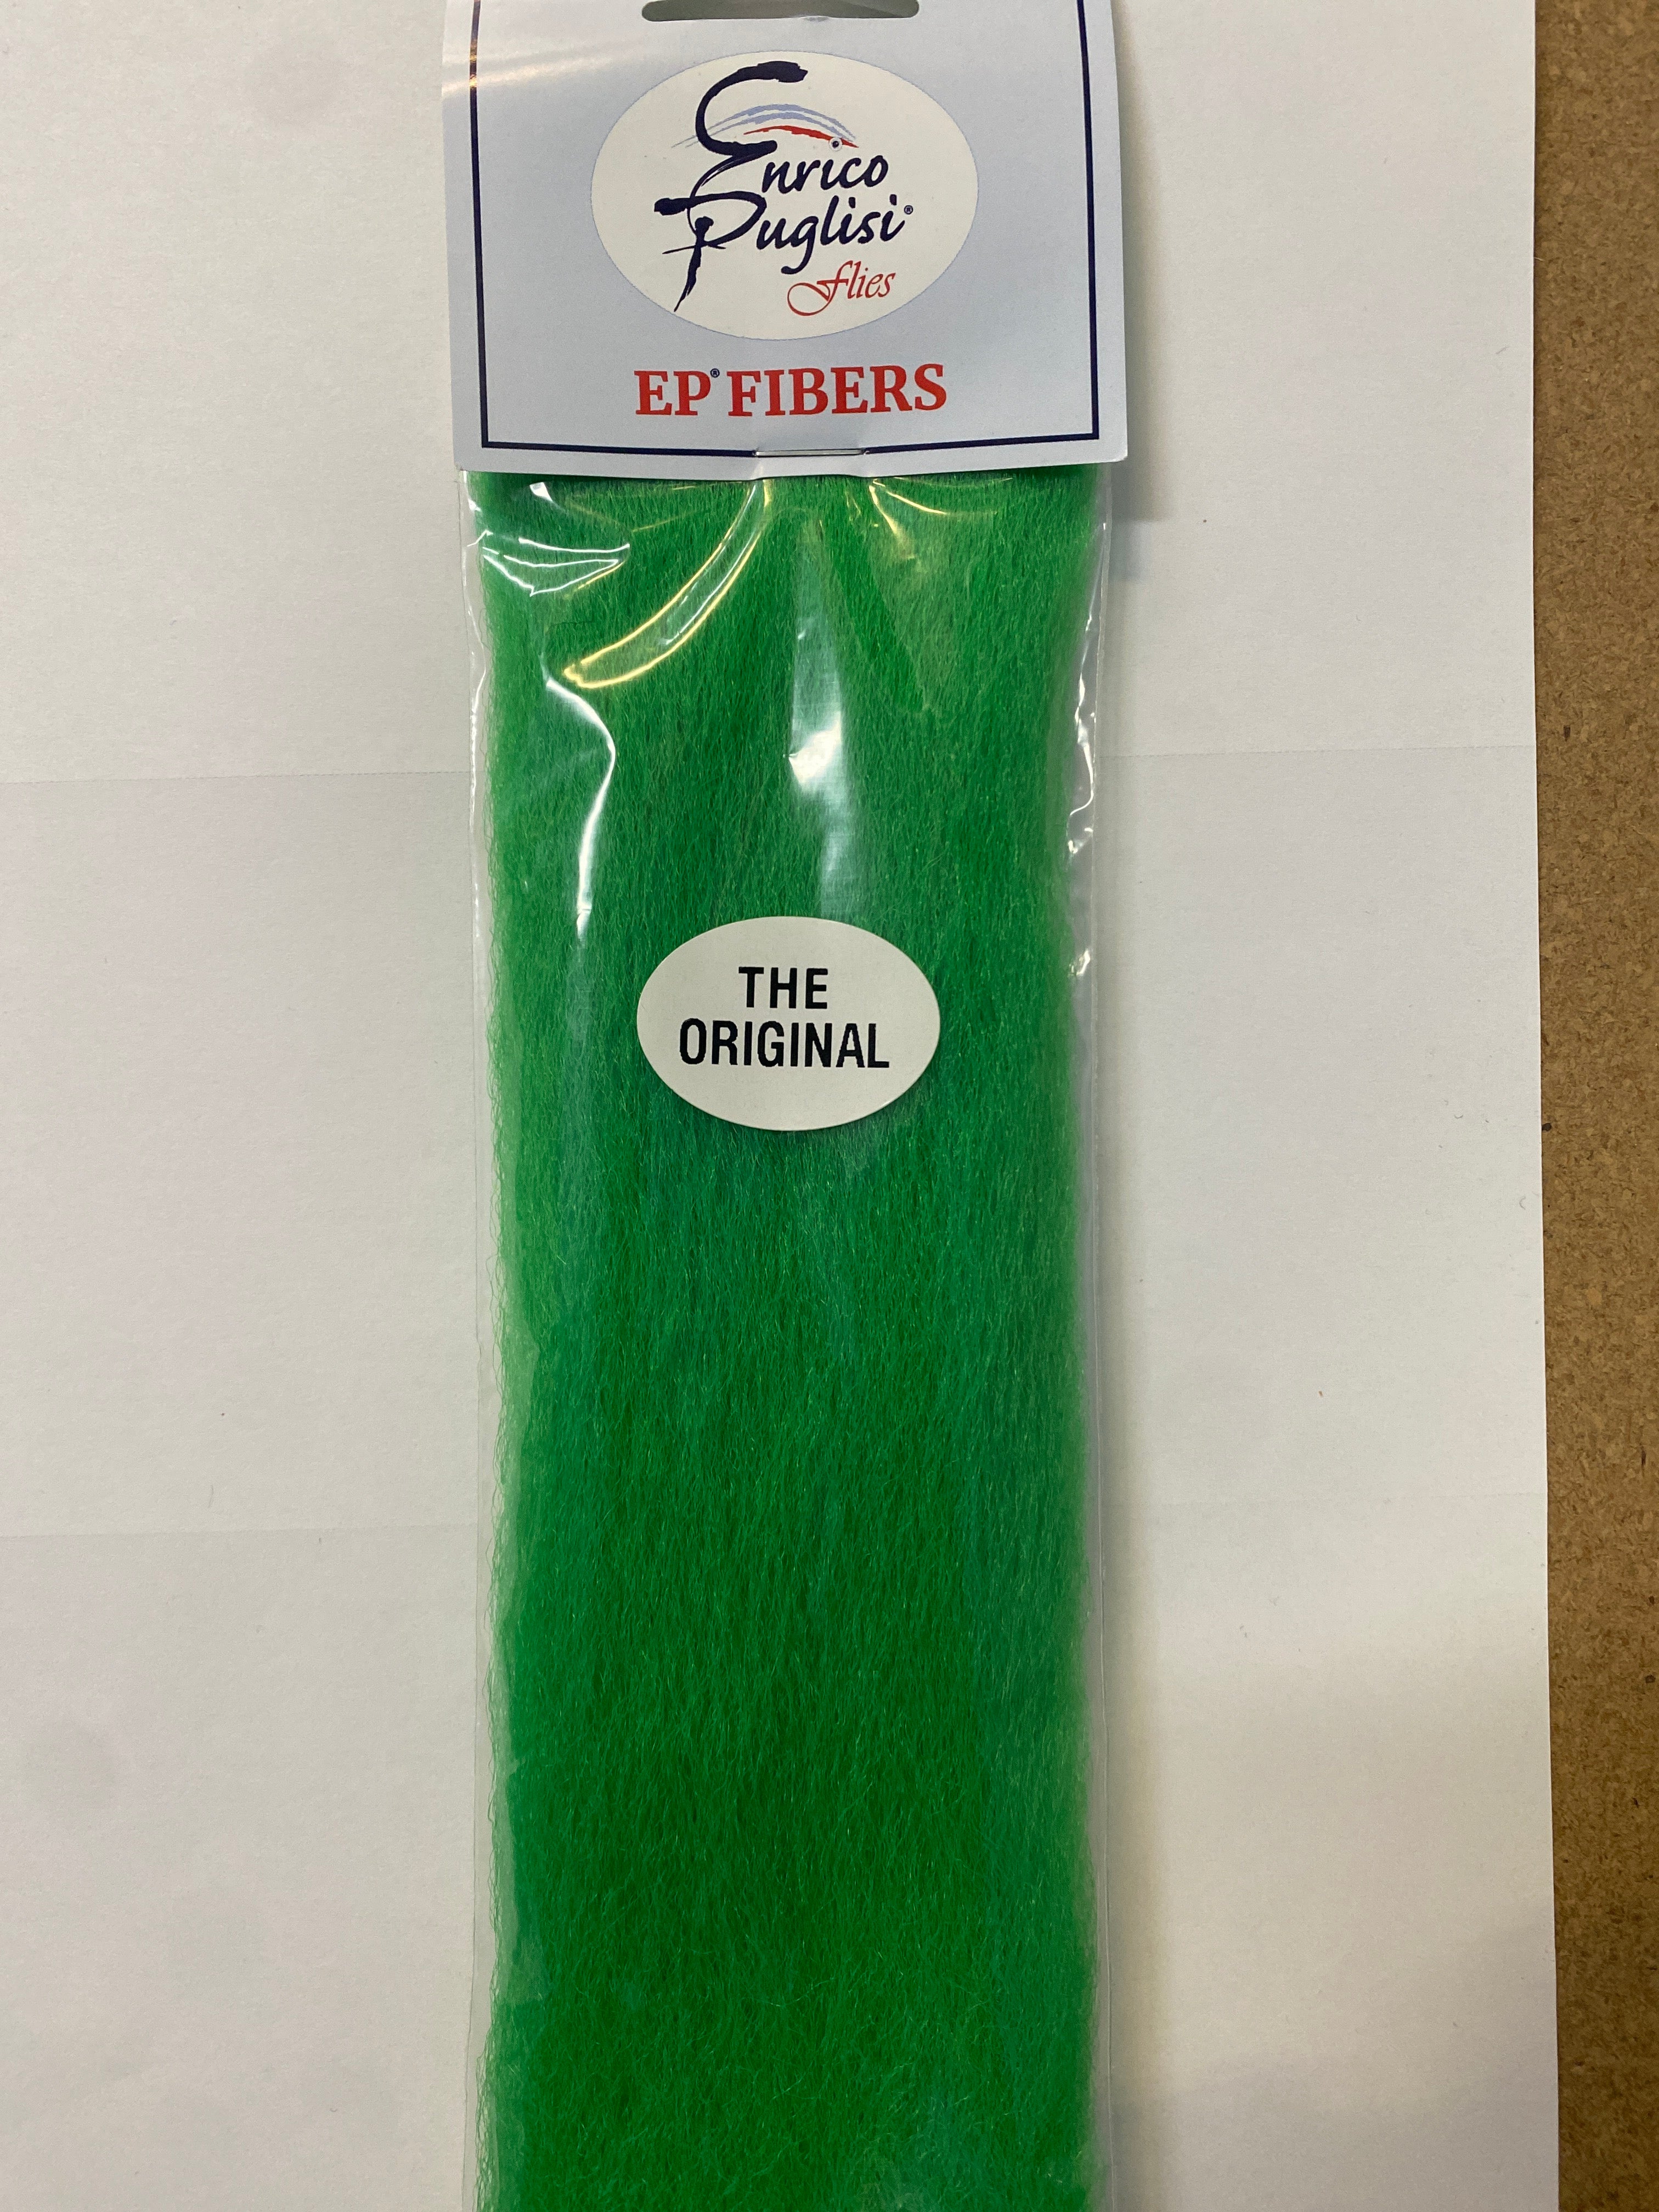 Enrico
Puglisi®
flies
EP® FIBERS
THE
ORIGINAL